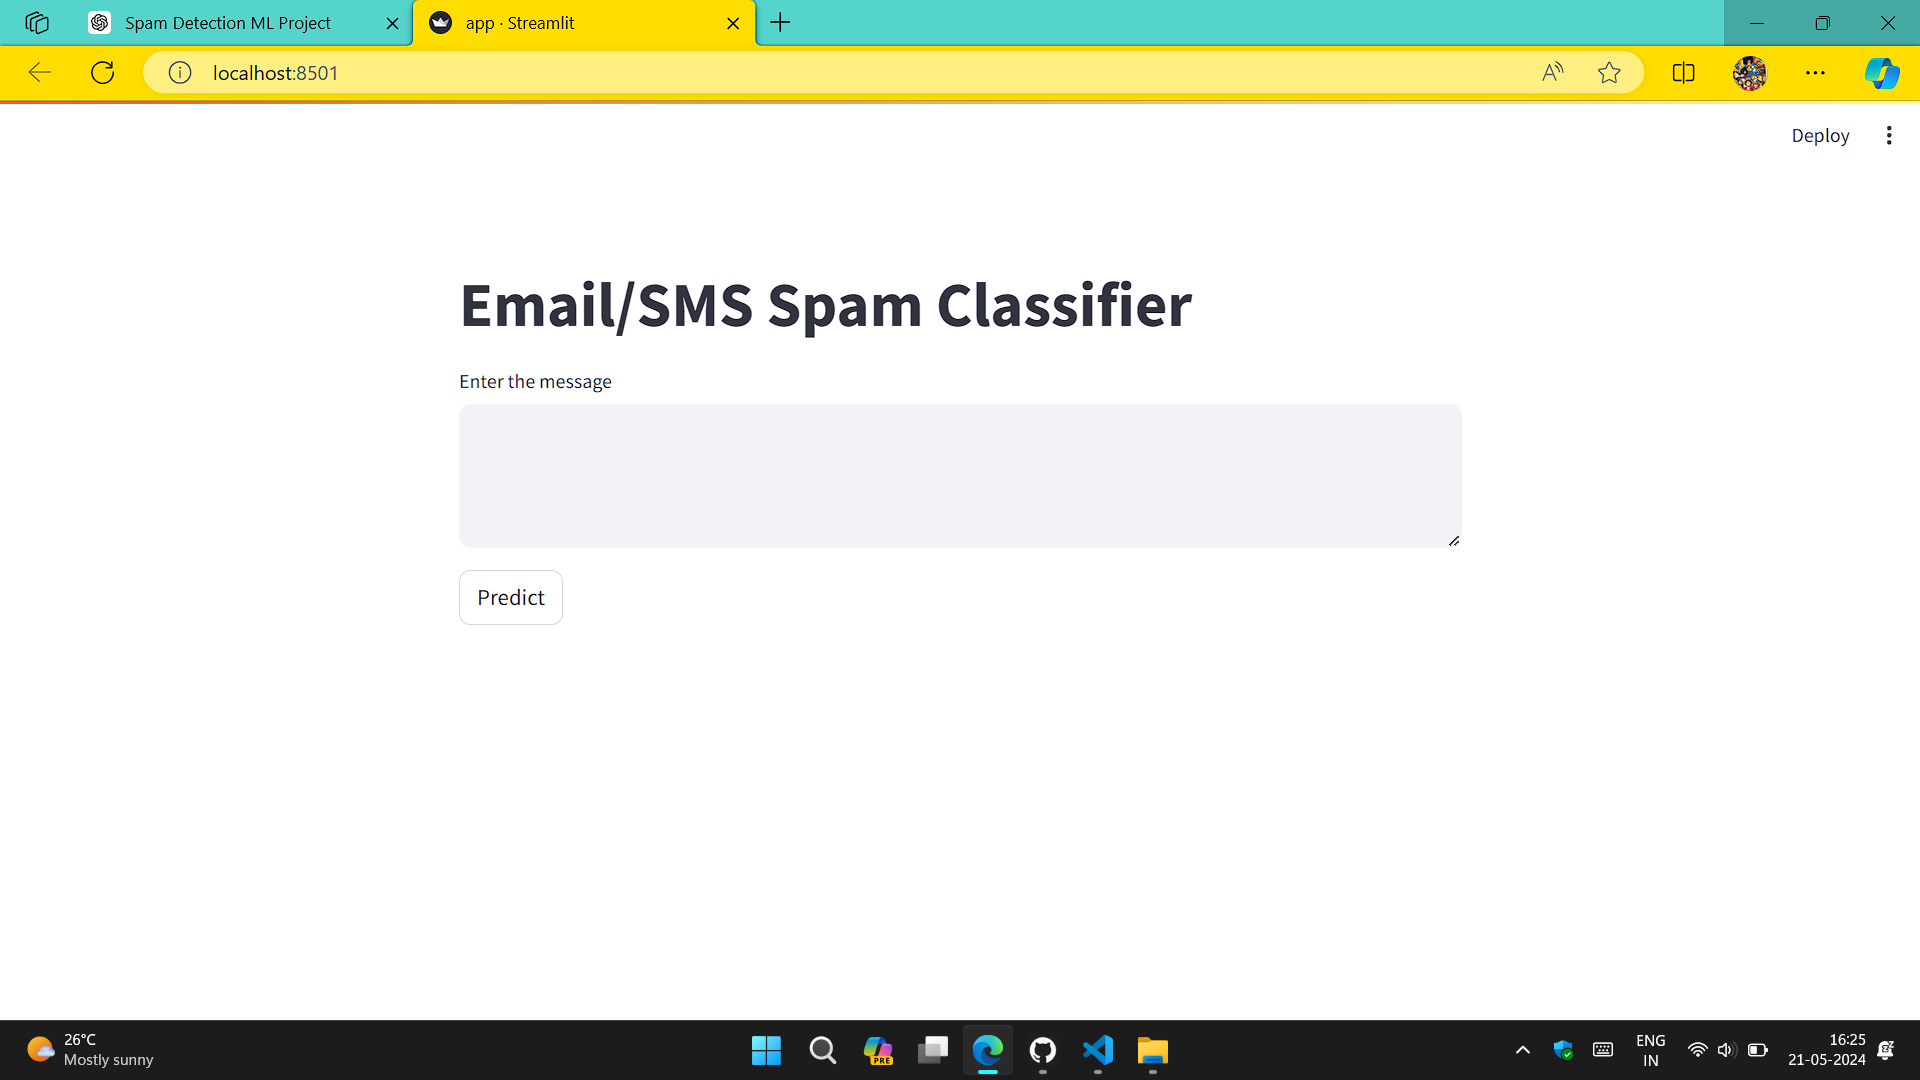 Spam Detection ML Project
app · Streamlit
localhost:8501
Deploy
Email/SMS Spam Classifier
Enter the message
Predict
26°C
Mostly sunny
PRE
ENG
IN
16:25
21-05-2024